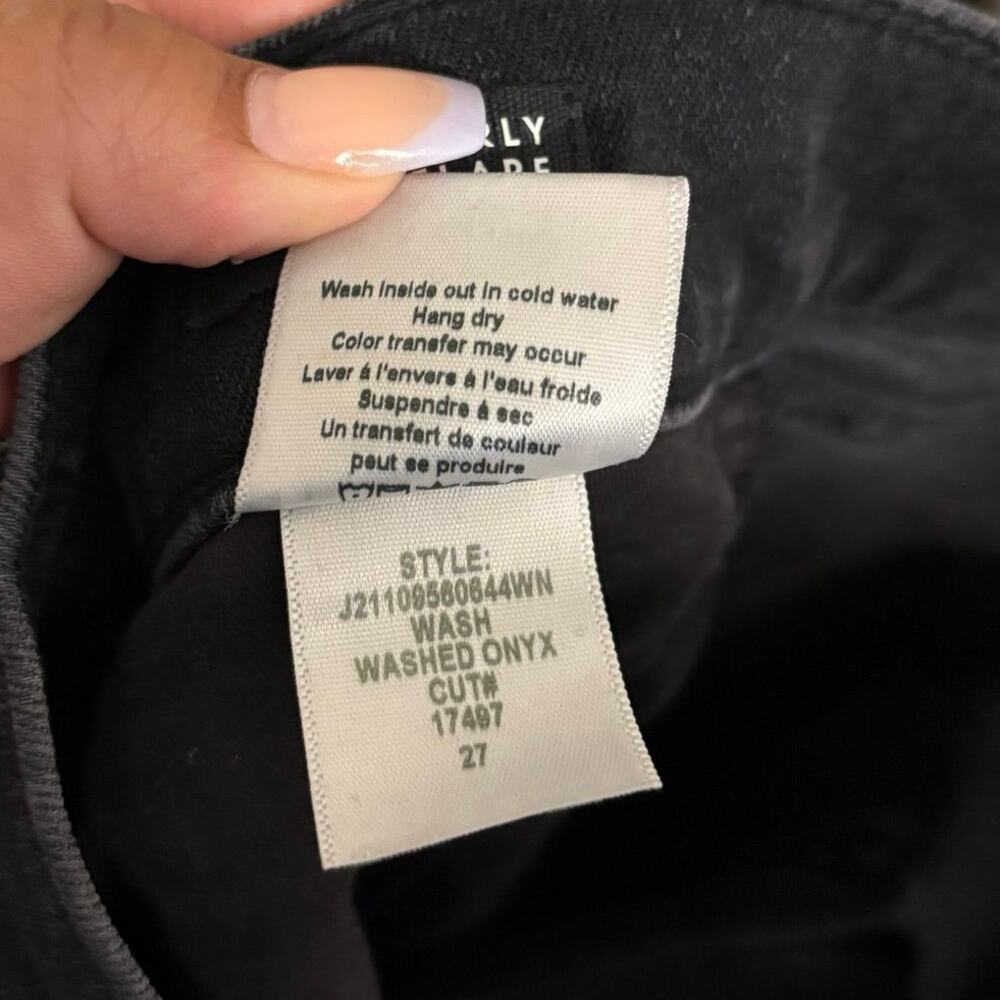 RLY
Wash inside out in cold water
Hang dry
Color transfer may occur
Laver á l'envers á l'eau froide
Suspendre á sec
Un transfert de couleur
peut se produire
STYLE:
J21109560644WN
WASH
WASHED ONYX
CUT#
17497
27